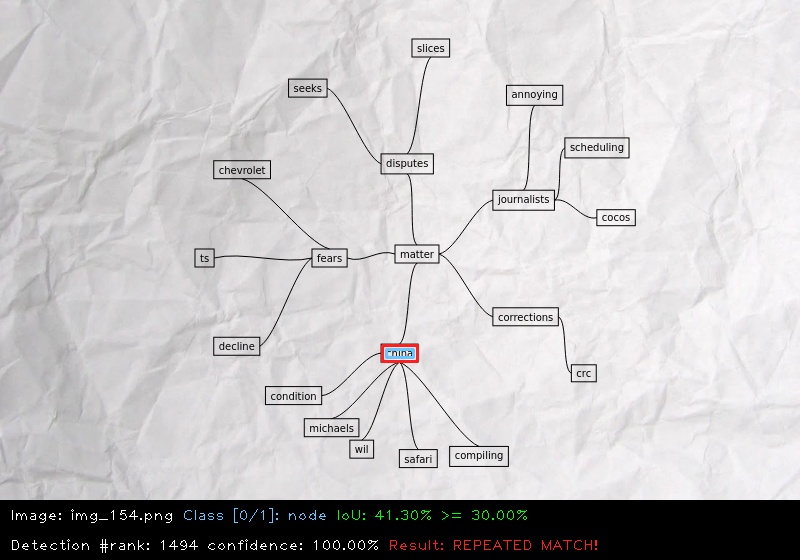 slices
seeks
annoying
scheduling
disputes
chevrolet
journalists
cocos
matter
ts
fears
corrections
decline
crc
condition
michaels
wil
safari
compiling
Image: img_154.png Class [0/1]: node IoU: 41.30% >= 30.00%
Detection #rank: 1494 confidence: 100.00% Result: REPEATED MATCH!